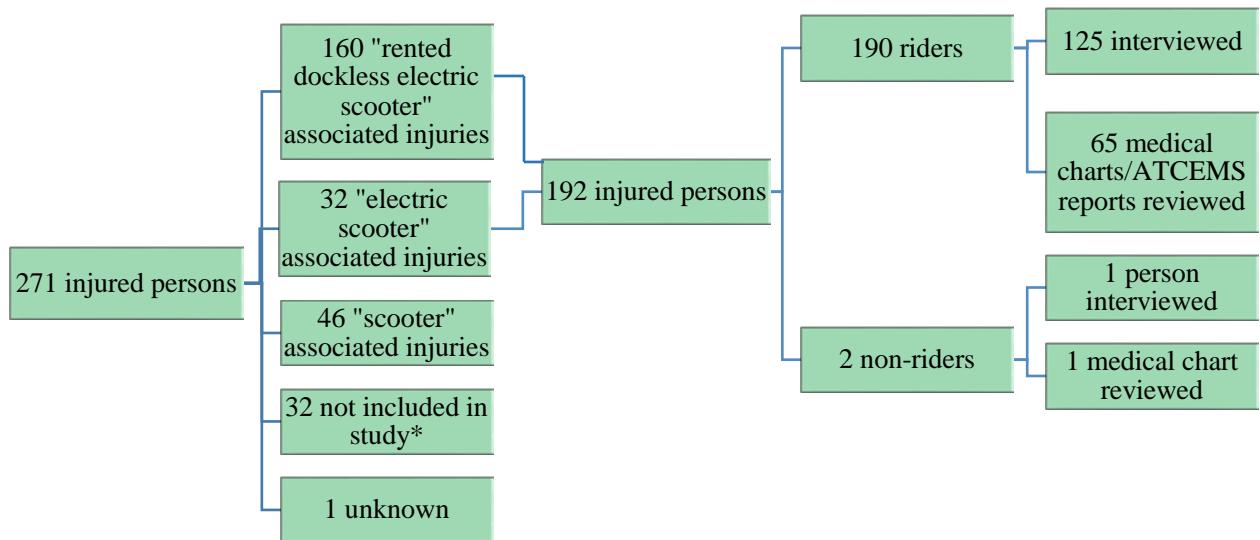 271 injured persons
160 "rented
dockless electric
scooter"
associated injuries
32 "electric
scooter"
associated injuries
46 "scooter"
associated injuries
32 not included in
study*
1 unknown
192 injured persons
190 riders
2 non-riders
125 interviewed
65 medical
charts/ATCEMS
reports reviewed
1 person
interviewed
1 medical chart
reviewed